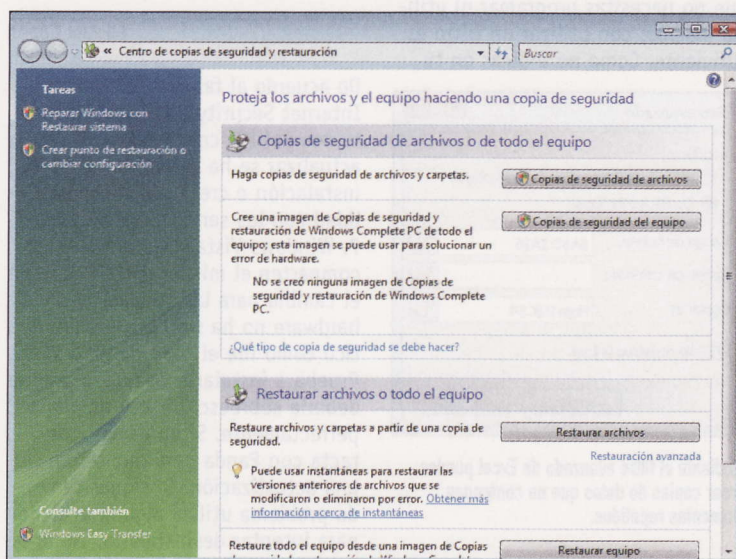 Centro de copias de seguridad y restauración
Buscar
Tareas
Reparar Windows con
Restaurar sistema
Crear punto de restauración o
cambiar configuración
Consulte también
Windows Easy Transfer
Proteja los archivos y el equipo haciendo una copia de seguridad
Copias de seguridad de archivos o de todo el equipo
Haga copias de seguridad de archivos y carpetas.
Copias de seguridad de archivos
Cree una imagen de Copias de seguridad y
restauración de Windows Complete PC de todo el
equipo; esta imagen se puede usar para solucionar un
error de hardware.
Copias de seguridad del equipo
No se creó ninguna imagen de Copias de
seguridad y restauración de Windows Complete
PC.
¿Qué tipo de copia de seguridad se debe hacer?
Restaurar archivos o todo el equipo
Restaure archivos y carpetas a partir de una copia de
seguridad.
Restaurar archivos
Restauración avanzada
Puede usar instantáneas para restaurar las
versiones anteriores de archivos que se
modificaron o eliminaron por error. Obtener más
información acerca de instantáneas
Restaure todo el equipo desde una imagen de Copias
Restaurar equipo